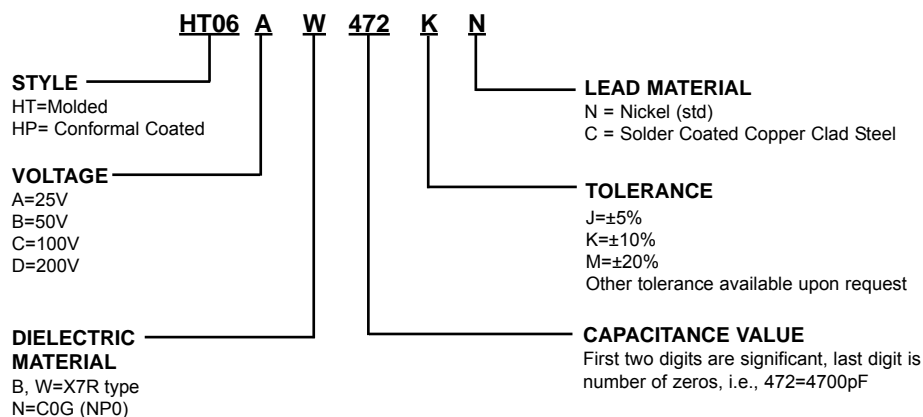 HT06 A W 472 K N
STYLE
HT=Molded
HP= Conformal Coated
VOLTAGE
A=25V
B=50V
C=100V
D=200V
DIELECTRIC
MATERIAL
B, W=X7R type
N=C0G (NP0)
LEAD MATERIAL
N = Nickel (std)
C = Solder Coated Copper Clad Steel
TOLERANCE
J=±5%
K=±10%
M=±20%
Other tolerance available upon request
CAPACITANCE VALUE
First two digits are significant, last digit is
number of zeros, i.e., 472=4700pF